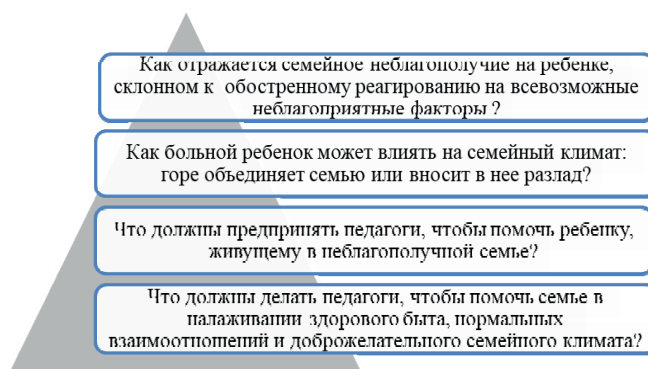 Как отражается семейное неблагополучие на ребенке,
склонном к обостренному реагированию на всевозможные
неблагоприятные факторы ?
Как больной ребенок может влиять на семейный климат:
горе объединяет семью или вносит в нее разлад?
Что должны предпринять педагоги, чтобы помочь ребенку,
живущему в неблагополучной семье?
Что должны делать педагоги, чтобы помочь семье в
налаживании здорового быта, нормальных
взаимоотношений и доброжелательного семейного климата?